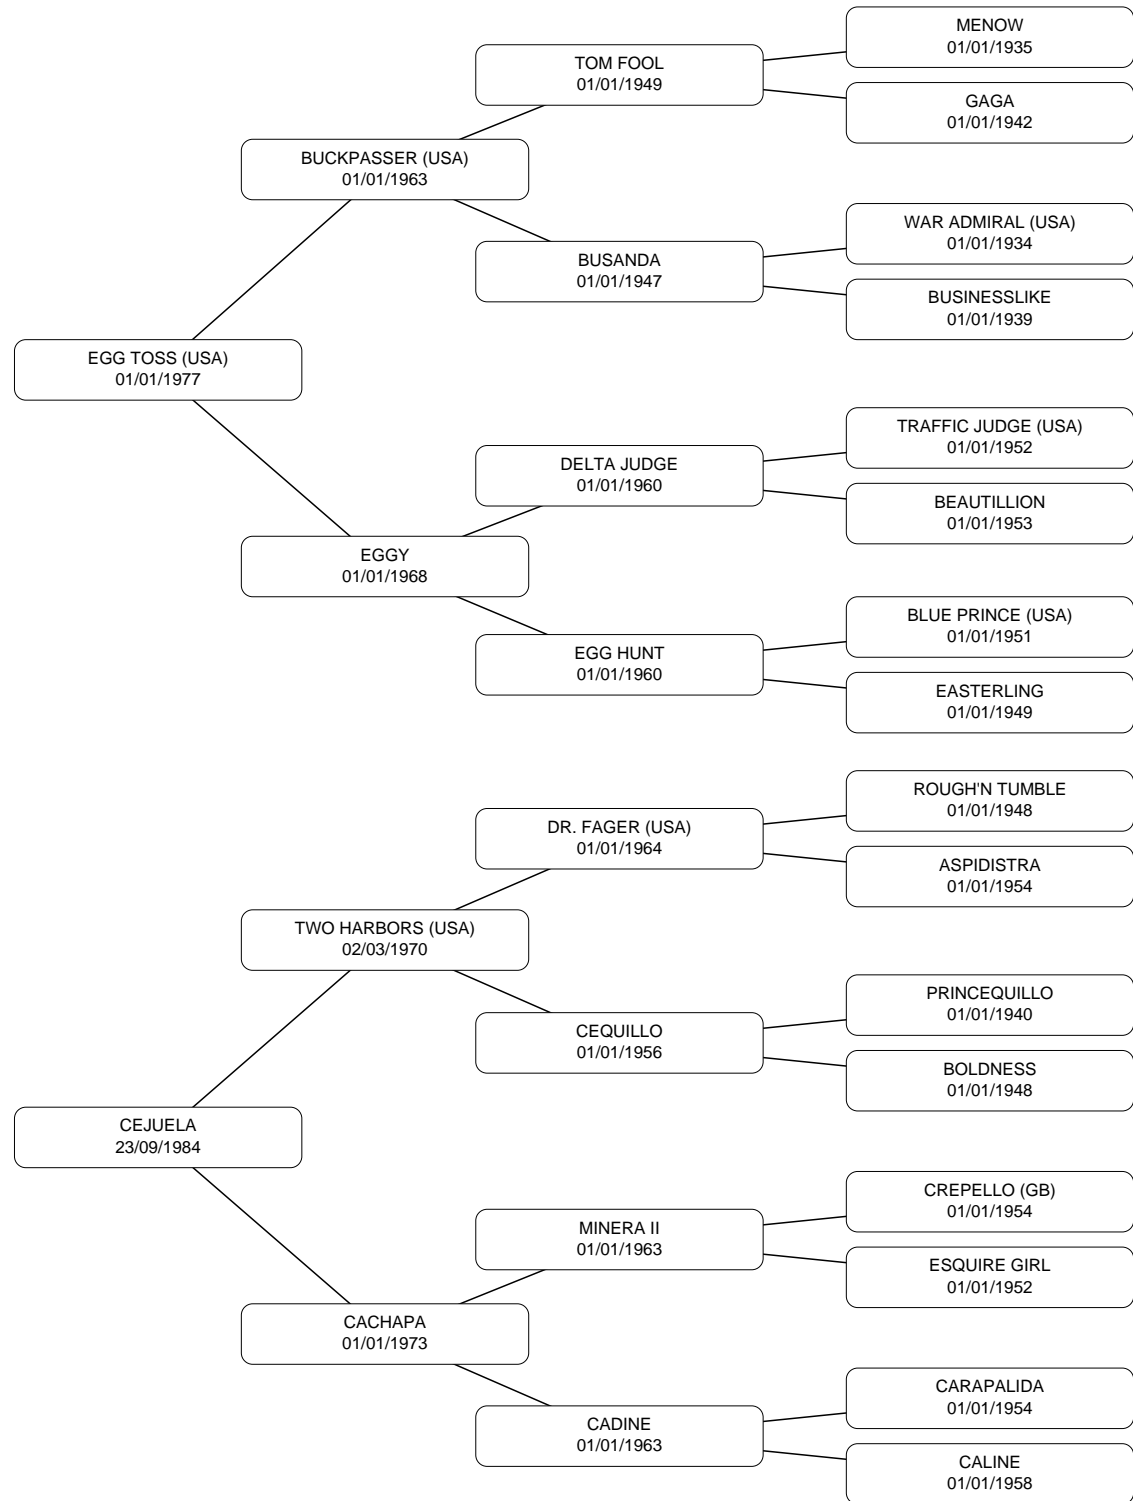 MENOW
01/01/1935
TOM FOOL
01/01/1949
GAGA
01/01/1942
BUCKPASSER (USA)
01/01/1963
WAR ADMIRAL (USA)
01/01/1934
BUSANDA
01/01/1947
BUSINESSLIKE
01/01/1939
EGG TOSS (USA)
01/01/1977
TRAFFIC JUDGE (USA)
01/01/1952
DELTA JUDGE
01/01/1960
BEAUTILLION
01/01/1953
EGGY
01/01/1968
BLUE PRINCE (USA)
01/01/1951
EGG HUNT
01/01/1960
EASTERLING
01/01/1949
ROUGH'N TUMBLE
01/01/1948
DR. FAGER (USA)
01/01/1964
ASPIDISTRA
01/01/1954
TWO HARBORS (USA)
02/03/1970
PRINCEQUILLO
01/01/1940
CEQUILLO
01/01/1956
BOLDNESS
01/01/1948
CEJUELA
23/09/1984
CREPELLO (GB)
01/01/1954
MINERA II
01/01/1963
ESQUIRE GIRL
01/01/1952
CACHAPA
01/01/1973
CARAPALIDA
01/01/1954
CADINE
01/01/1963
CALINE
01/01/1958